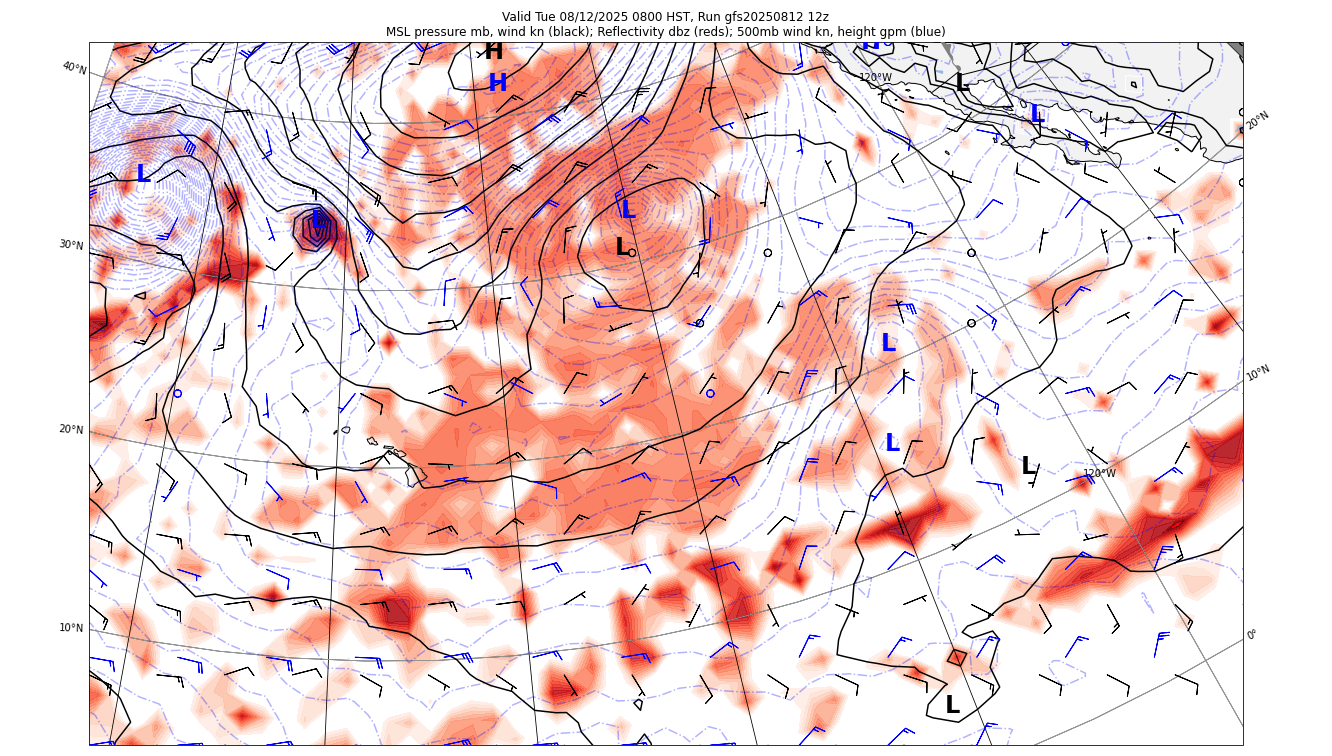 Valid Tue 08/12/2025 0800 HST, Run gfs20250812 12z
MSL pressure mb, wind kn (black); Reflectivity dbz (reds); 500mb wind kn, height gpm (blue)
H
H
H
40°N
120°W
L
L
20°N
L
L
L
30°N
L
L
10°N
20°N
L
L
120°W
10°N
0°
L